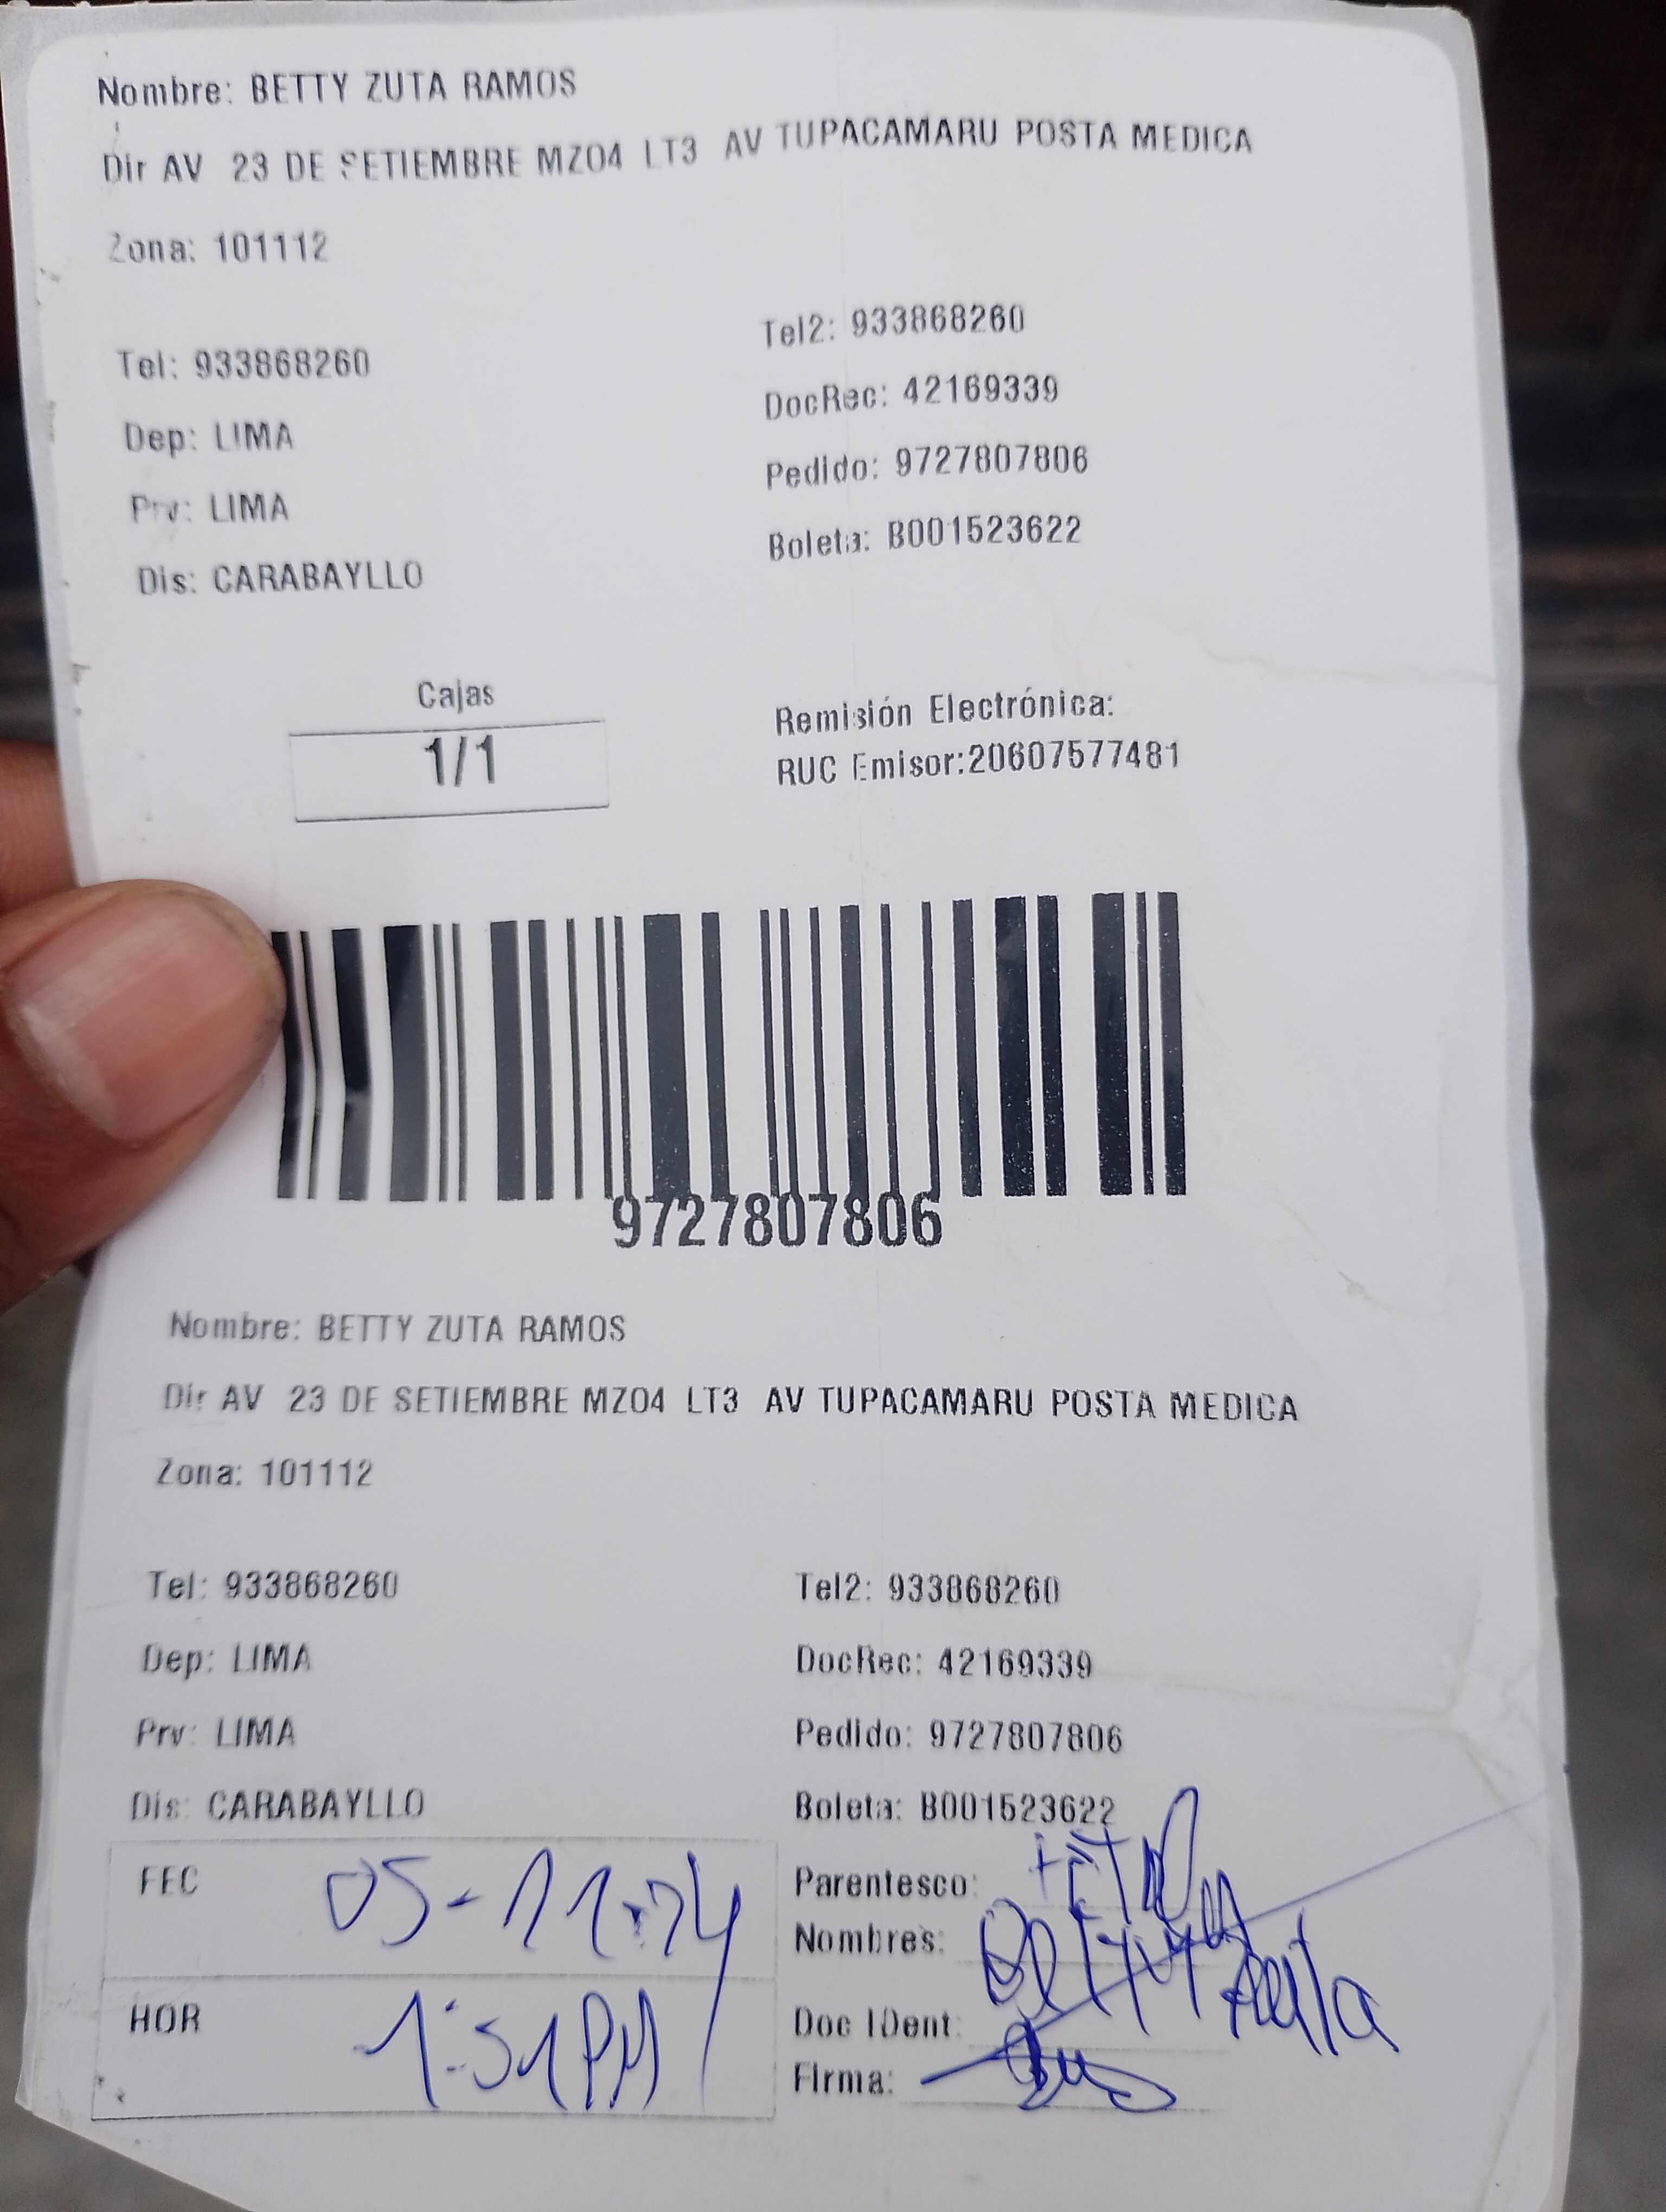 Nombre: BETTY ZUTA RAMOS
Dir AV 23 DE SETIEMBRE MZO4 LT3 AV TUPACAMARU POSTA MEDICA
Zona: 101112
Tel: 933868260
Tel2: 933868260
Dep: LIMA
DocRec: 42169339
Prv: LIMA
Pedido: 9727807806
Dis: CARABAYLLO
Boleta: B001523622
Cajas
1/1
Remisión Electrónica:
RUC Emisor:20607577481
9727807806
Nombre: BETTY ZUTA RAMOS
Dir AV 23 DE SETIEMBRE MZO4 LT3 AV TUPACAMARU POSTA MEDICA
Zona: 101112
Tel: 933868260
Tel2: 933868260
Dep: LIMA
DocRec: 42169339
Prv: LIMA
Pedido: 9727807806
Dis: CARABAYLLO
Boleta: B001523622
FEC 05-11-24
Parentesco:
Nombres:
HOR 1:51 PM
Doc IDent:
Firma: